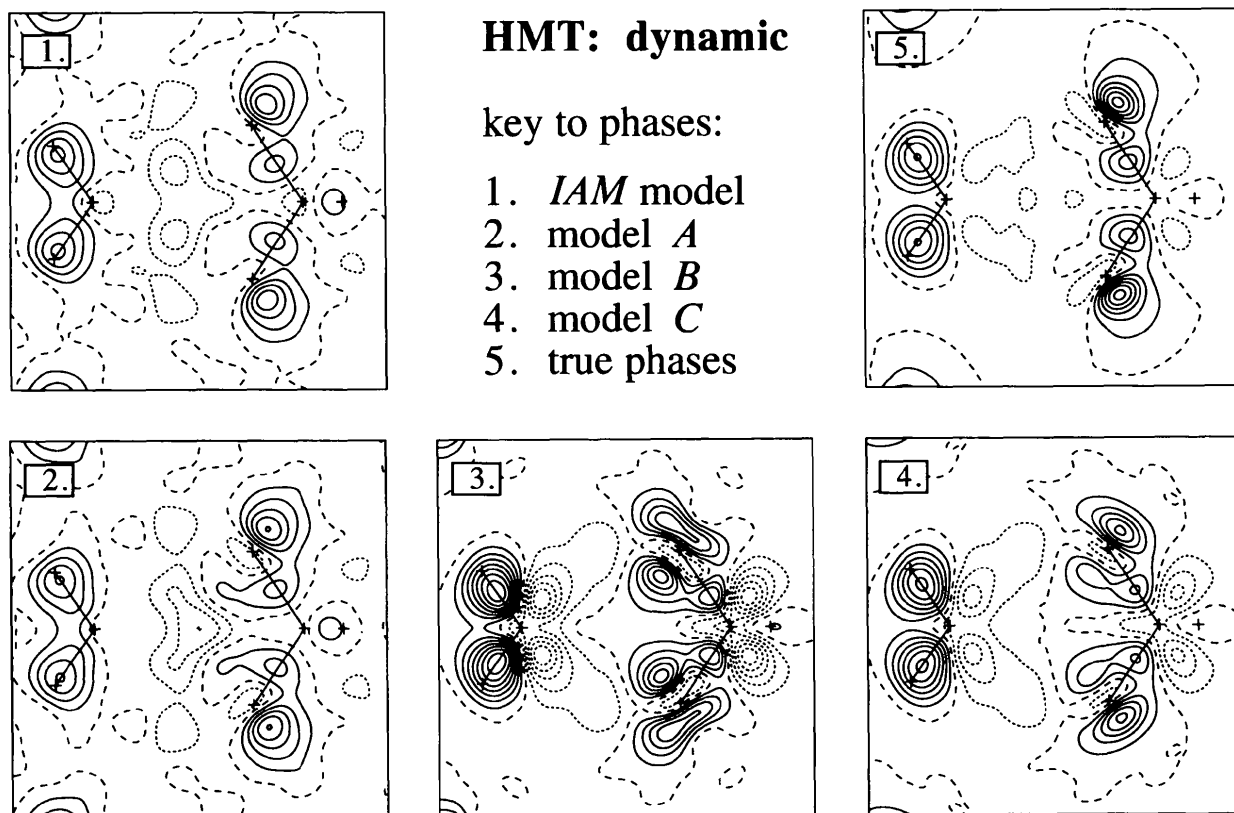 1.
HMT: dynamic
key to phases:
1. IAM model
2. model A
3. model B
4. model C
5. true phases
5.
2.
3.
4.